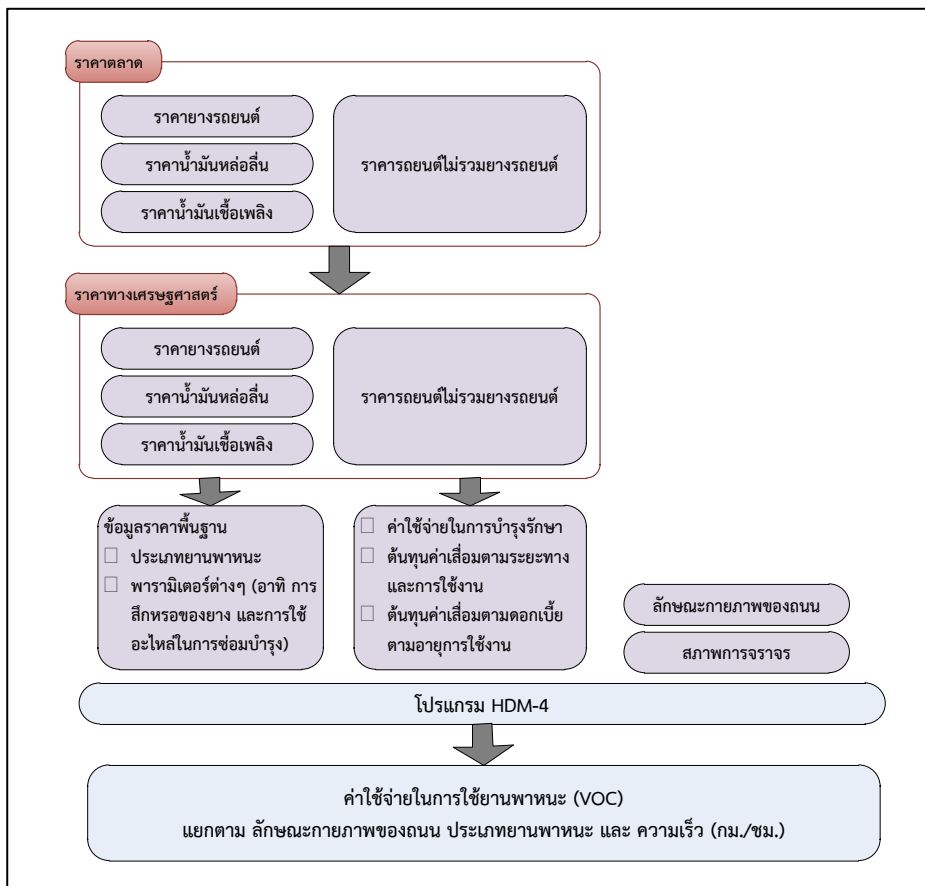 ราคาตลาด
ราคายางรถยนต์
ราคาน้ำมันหล่อลื่น
ราคาน้ำมันเชื้อเพลิง
ราคารถยนต์ไม่รวมยางรถยนต์
ราคาทางเศรษฐศาสตร์
ราคายางรถยนต์
ราคาน้ำมันหล่อลื่น
ราคาน้ำมันเชื้อเพลิง
ราคารถยนต์ไม่รวมยางรถยนต์
ข้อมูลราคาพื้นฐาน
ประเภทยานพาหนะ
พารามิเตอร์ต่างๆ (อาทิ การ
สึกหรอของยาง และการใช้
อะไหล่ในการซ่อมบำรุง)
ค่าใช้จ่ายในการบำรุงรักษา
ต้นทุนค่าเสื่อมตามระยะทาง
และการใช้งาน
ต้นทุนค่าเสื่อมตามดอกเบี้ย
ตามอายุการใช้งาน
ลักษณะกายภาพของถนน
สภาพการจราจร
โปรแกรม HDM-4
ค่าใช้จ่ายในการใช้ยานพาหนะ (VOC)
แยกตาม ลักษณะกายภาพของถนน ประเภทยานพาหนะ และ ความเร็ว (กม./ชม.)